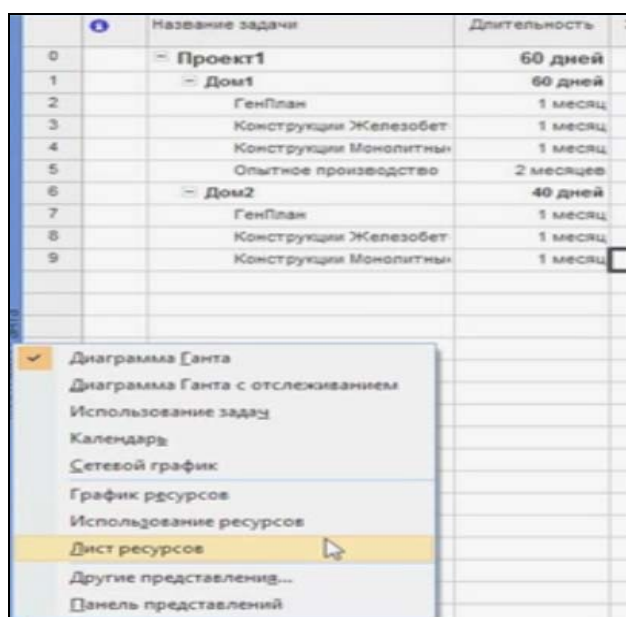 Название задачи Длительность
0 Проект1 60 дней
1 Дом1 60 дней
2 ГенПлан 1 месяц
3 Конструкции Железобет 1 месяц
4 Конструкции Монолитны 1 месяц
5 Опытное производство 2 месяцев
6 Дом2 40 дней
7 ГенПлан 1 месяц
8 Конструкции Железобет 1 месяц
9 Конструкции Монолитны 1 месяц
Диаграмма Ганта
Диаграмма Ганта с отслеживанием
Использование задач
Календарь
Сетевой график
График ресурсов
Использование ресурсов
Лист ресурсов
Другие представления...
Панель представлений